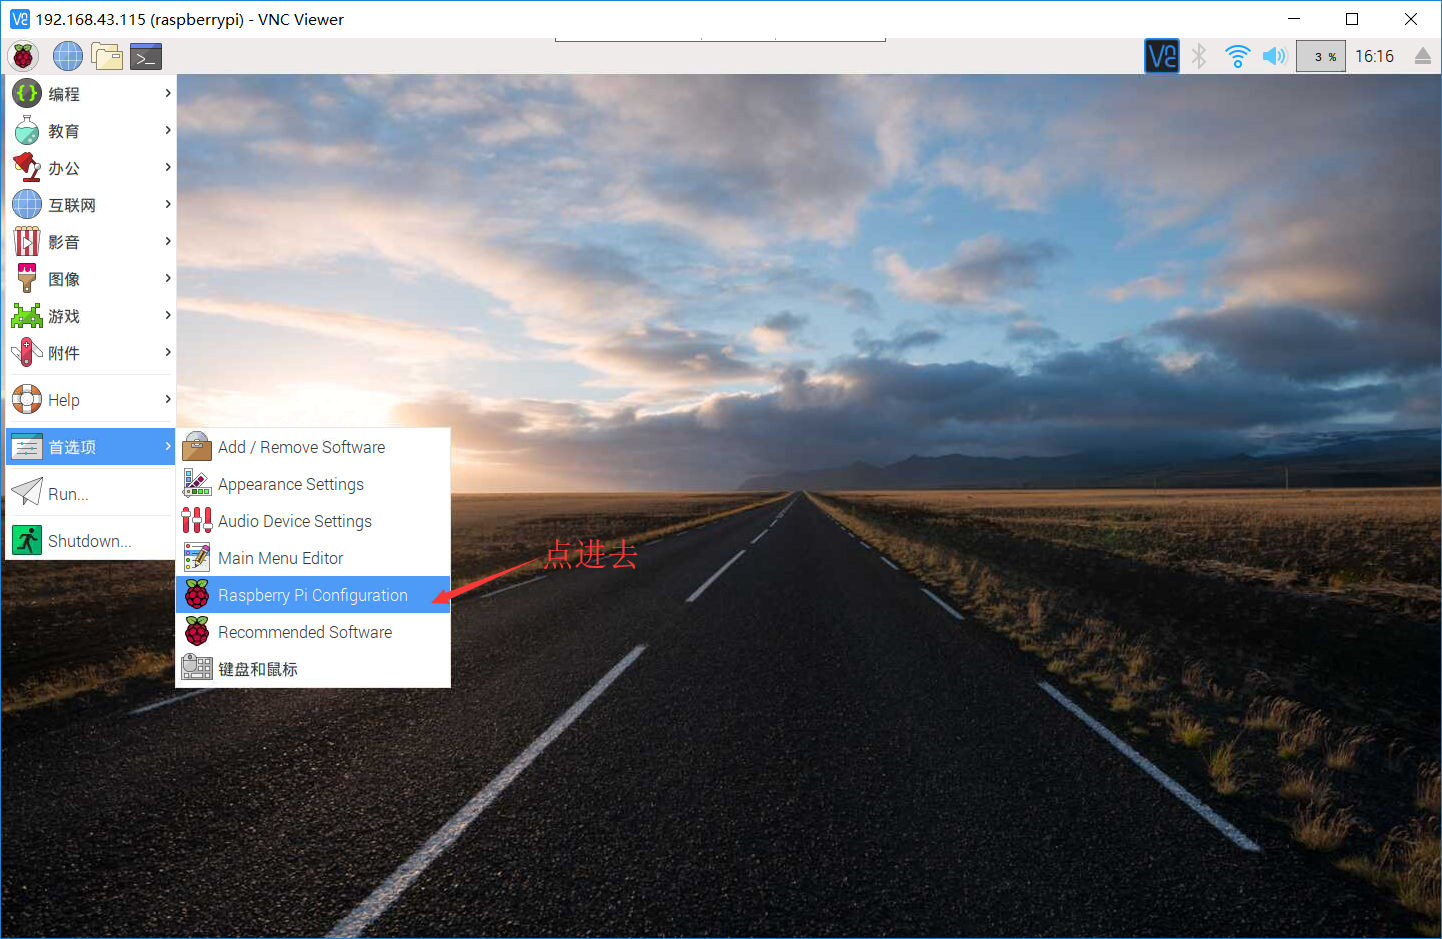 192.168.43.115 (raspberrypi) - VNC Viewer
3 %
16:16
编程
教育
办公
互联网
影音
图像
游戏
附件
Help
首选项
Run...
Shutdown...
Add / Remove Software
Appearance Settings
Audio Device Settings
Main Menu Editor
Raspberry Pi Configuration
Recommended Software
键盘和鼠标
点进去